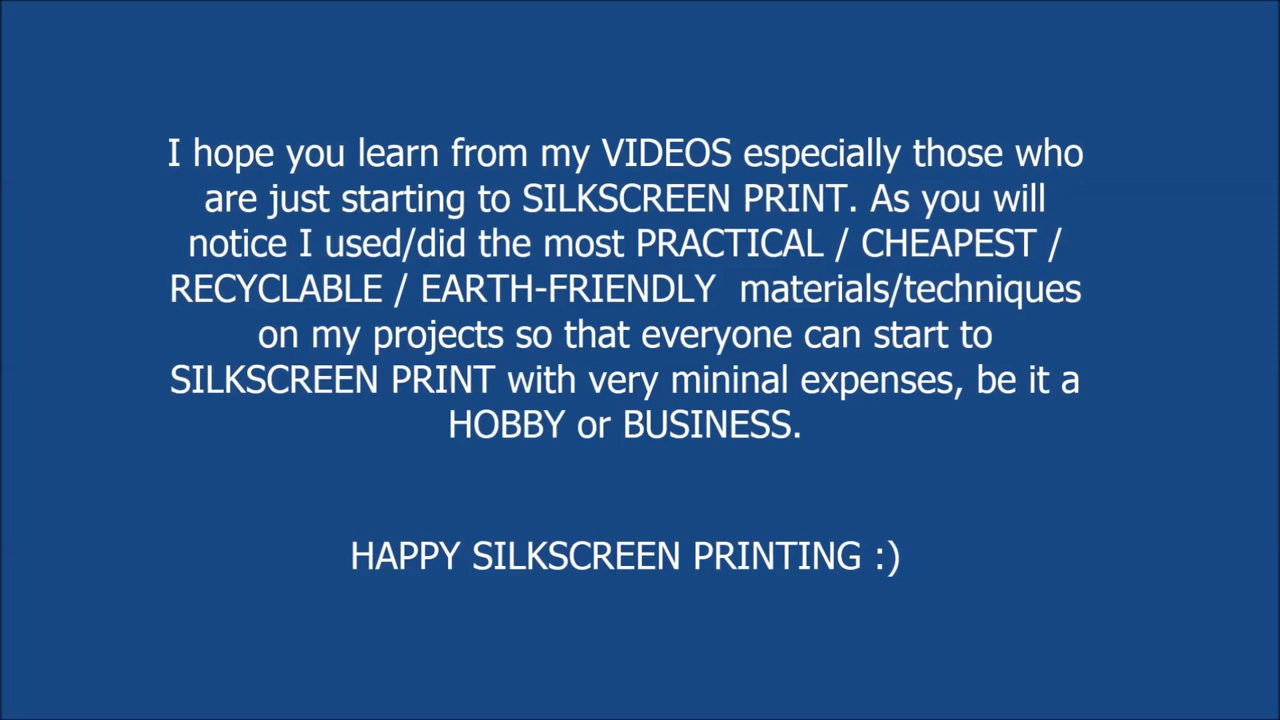 I hope you learn from my VIDEOS especially those who
are just starting to SILKSCREEN PRINT. As you will
notice I used/did the most PRACTICAL / CHEAPEST /
RECYCLABLE / EARTH-FRIENDLY  materials/techniques
on my projects so that everyone can start to
SILKSCREEN PRINT with very mininal expenses, be it a
HOBBY or BUSINESS.
HAPPY SILKSCREEN PRINTING :)